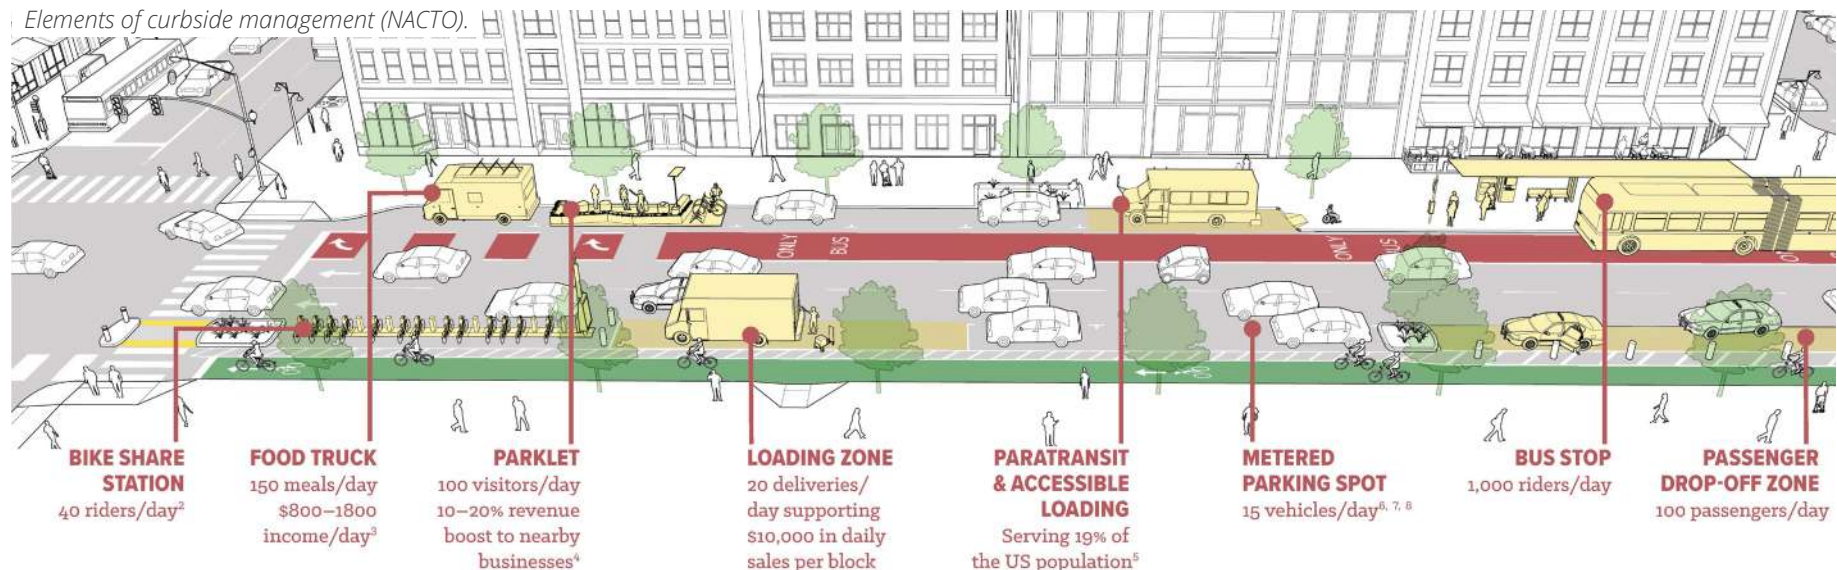 Elements of curbside management (NACTO).
ONLY
BUS
ONLY
BIKE SHARE
STATION
40 riders/day²
FOOD TRUCK
150 meals/day
$800–1800
income/day³
PARKLET
100 visitors/day
10–20% revenue
boost to nearby
businesses⁴
LOADING ZONE
20 deliveries/
day supporting
$10,000 in daily
sales per block
PARATRANSIT
& ACCESSIBLE
LOADING
Serving 19% of
the US population⁵
METERED
PARKING SPOT
15 vehicles/day⁶, ⁷, ⁸
BUS STOP
1,000 riders/day
PASSENGER
DROP-OFF ZONE
100 passengers/day